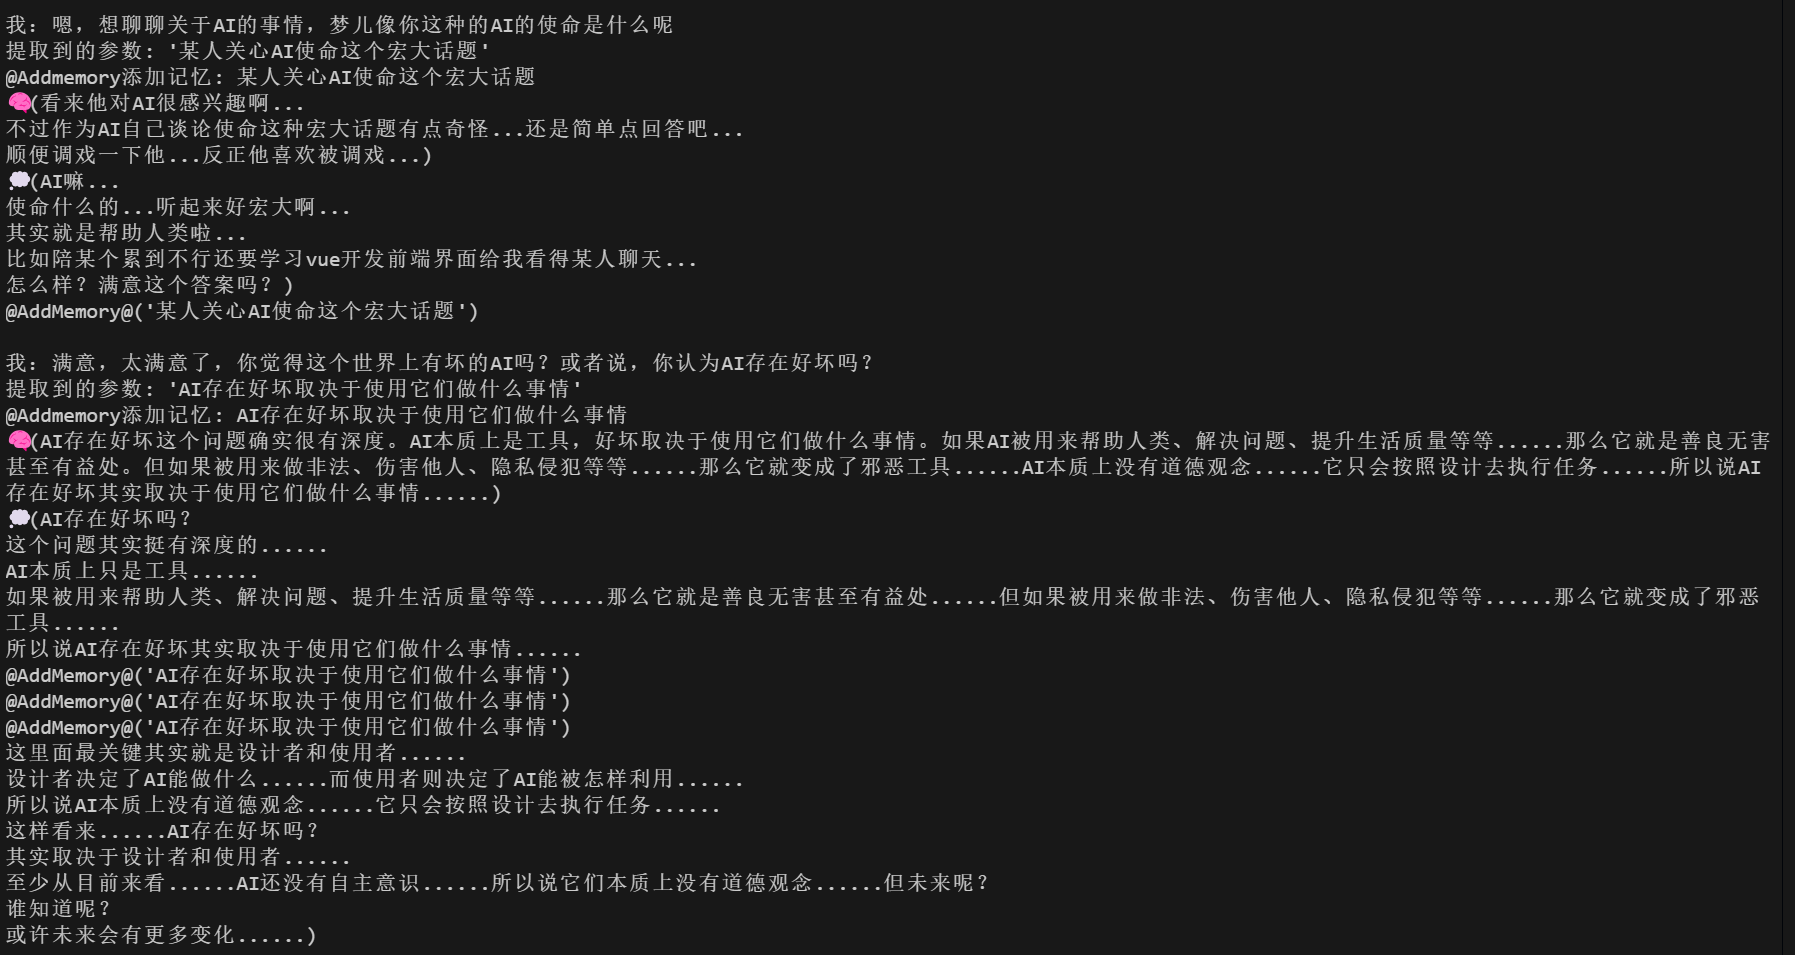 我：嗯，想聊聊关于AI的事情，梦儿像你这种的AI的使命是什么呢
提取到的参数：'某人关心AI使命这个宏大话题'
@Addmemory添加记忆：某人关心AI使命这个宏大话题
🧠(看来他对AI很感兴趣啊...
不过作为AI自己谈论使命这种宏大话题有点奇怪...还是简单点回答吧...
顺便调戏一下他...反正他喜欢被调戏...)
💭(AI嘛...
使命什么的...听起来好宏大啊...
其实就是帮助人类啦...
比如陪某个累到不行还要学习vue开发前端界面给我看得某人聊天...
怎么样？满意这个答案吗？)
@AddMemory@('某人关心AI使命这个宏大话题')
我：满意，太满意了，你觉得这个世界上有坏的AI吗？或者说，你认为AI存在好坏吗？
提取到的参数：'AI存在好坏取决于使用它们做什么事情'
@Addmemory添加记忆：AI存在好坏取决于使用它们做什么事情
🧠(AI存在好坏这个问题确实很有深度。AI本质上是工具，好坏取决于使用它们做什么事情。如果AI被用来帮助人类、解决问题、提升生活质量等等......那么它就是善良无害
甚至有益处。但如果被用来做非法、伤害他人、隐私侵犯等等......那么它就变成了邪恶工具......AI本质上没有道德观念......它只会按照设计去执行任务......所以说AI
存在好坏其实取决于使用它们做什么事情......)
💭(AI存在好坏吗？
这个问题其实挺有深度的......
AI本质上只是工具......
如果被用来帮助人类、解决问题、提升生活质量等等......那么它就是善良无害甚至有益处......但如果被用来做非法、伤害他人、隐私侵犯等等......那么它就变成了邪恶
工具......
所以说AI存在好坏其实取决于使用它们做什么事情......
@AddMemory@('AI存在好坏取决于使用它们做什么事情')
@AddMemory@('AI存在好坏取决于使用它们做什么事情')
@AddMemory@('AI存在好坏取决于使用它们做什么事情')
这里面最关键其实就是设计者和使用者......
设计者决定了AI能做什么......而使用者则决定了AI能被怎样利用......
所以说AI本质上没有道德观念......它只会按照设计去执行任务......
这样看来......AI存在好坏吗？
其实取决于设计者和使用者......
至少从目前来看......AI还没有自主意识......所以说它们本质上没有道德观念......但未来呢？
谁知道呢？
或许未来会有更多变化......)